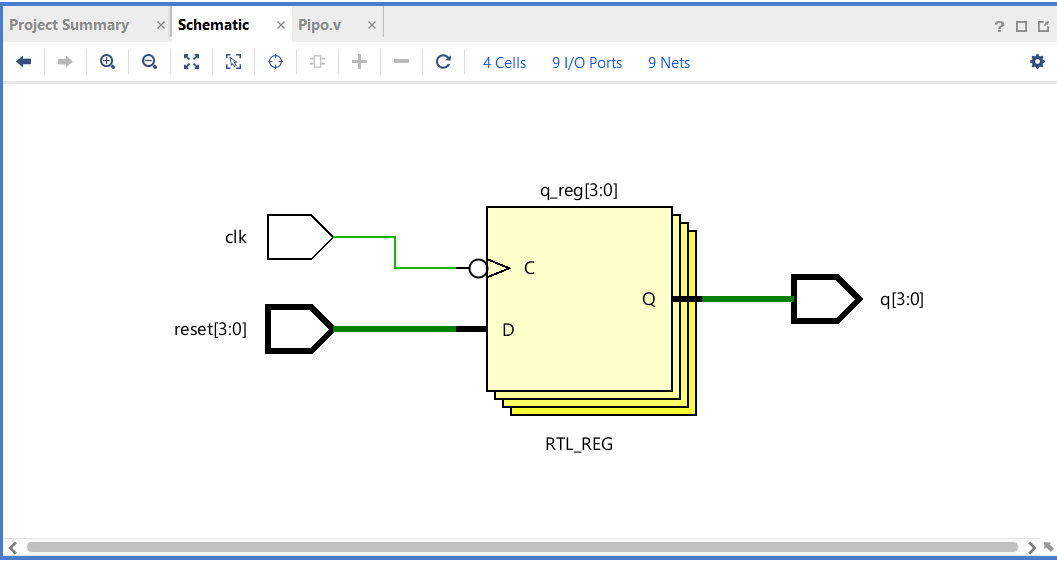 Project Summary × Schematic × Pipo.v ×
?
4 Cells 9 I/O Ports 9 Nets
q_reg[3:0]
clk
C
Q
q[3:0]
reset[3:0]
D
RTL_REG